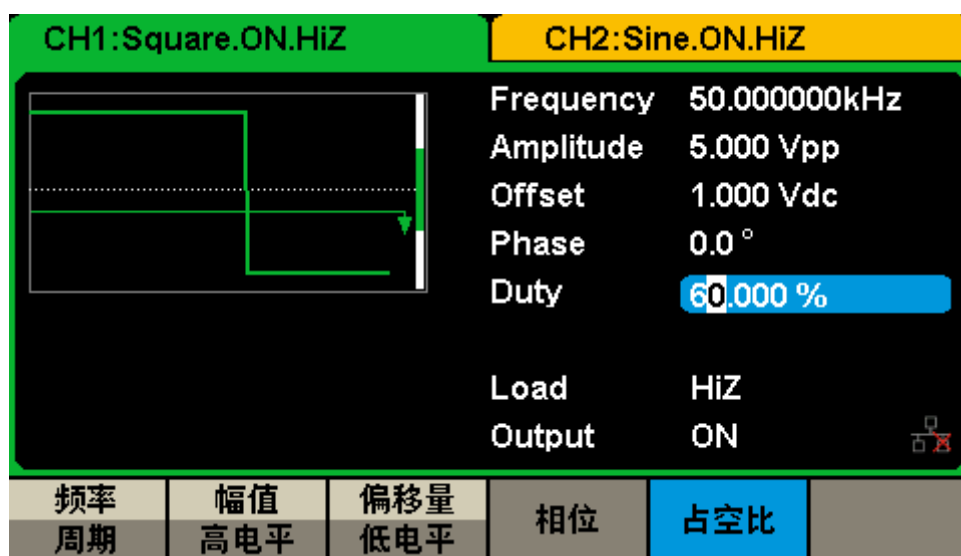 CH1:Square.ON.HiZ
CH2:Sine.ON.HiZ
Frequency 50.000000kHz
Amplitude 5.000 Vpp
Offset 1.000 Vdc
Phase 0.0 °
Duty 60.000 %
Load HiZ
Output ON
频率 幅值 偏移量 相位 占空比
周期 高电平 低电平